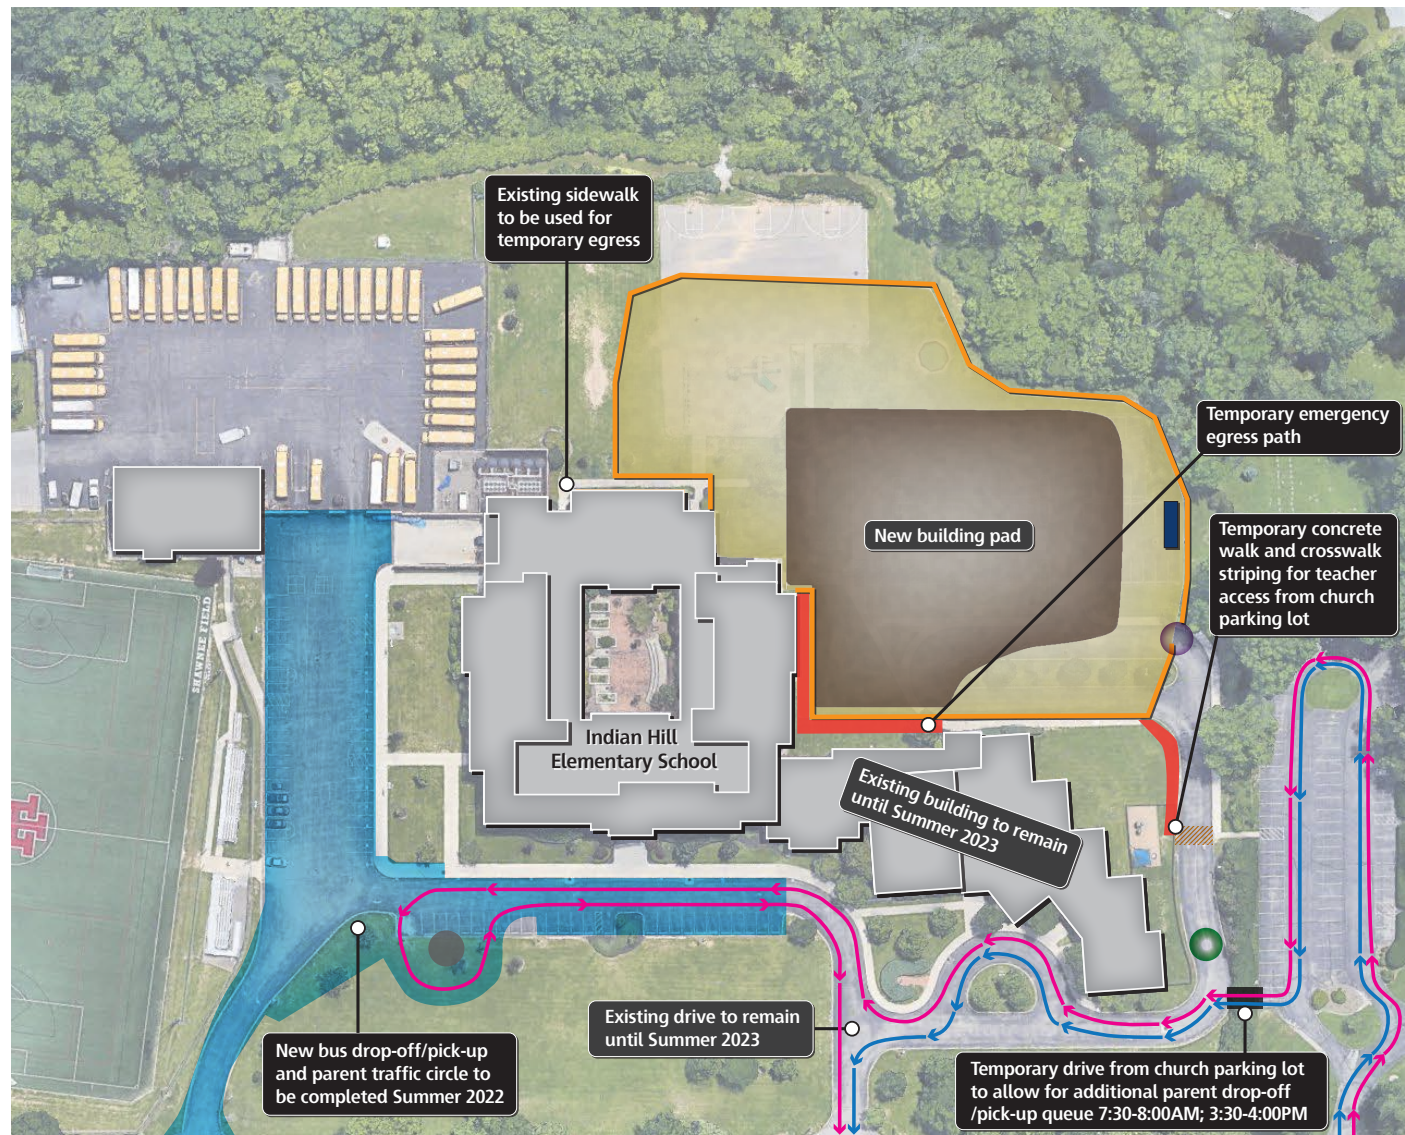 Existing sidewalk
to be used for
temporary egress
Temporary emergency
egress path
New building pad
Temporary concrete
walk and crosswalk
striping for teacher
access from church
parking lot
SHAWNEE FIELD
Indian Hill
Elementary School
Existing building to remain
until Summer 2023
Existing drive to remain
until Summer 2023
New bus drop-off/pick-up
and parent traffic circle to
be completed Summer 2022
Temporary drive from church parking lot
to allow for additional parent drop-off
/pick-up queue 7:30-8:00AM; 3:30-4:00PM